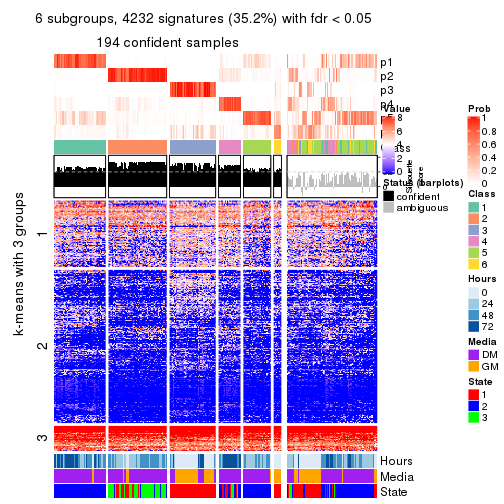 6 subgroups, 4232 signatures (35.2%) with fdr < 0.05
194 confident samples
p1
p2
p3
p4
k-means with 3 groups
1
2
3
Value
8
6
4
2
0
Silhouette
score
Status (barplots)
confident
ambiguous
Prob
1
0.8
0.6
0.4
0.2
0
Class
1
2
3
4
5
6
Hours
0
24
48
72
Media
DM
GM
State
1
2
3
Hours
Media
State